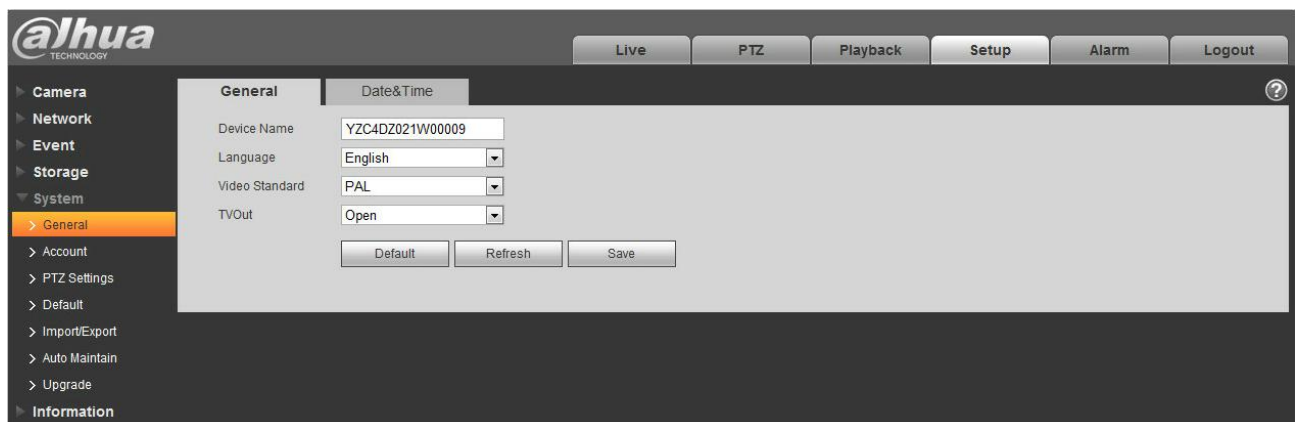 alhua
TECHNOLOGY
Live PTZ Playback Setup Alarm Logout
Camera
Network
Event
Storage
System
General
Account
PTZ Settings
Default
Import/Export
Auto Maintain
Upgrade
Information
General Date&Time
?
Device Name YZC4DZ021W00009
Language English
Video Standard PAL
TVOut Open
Default Refresh Save